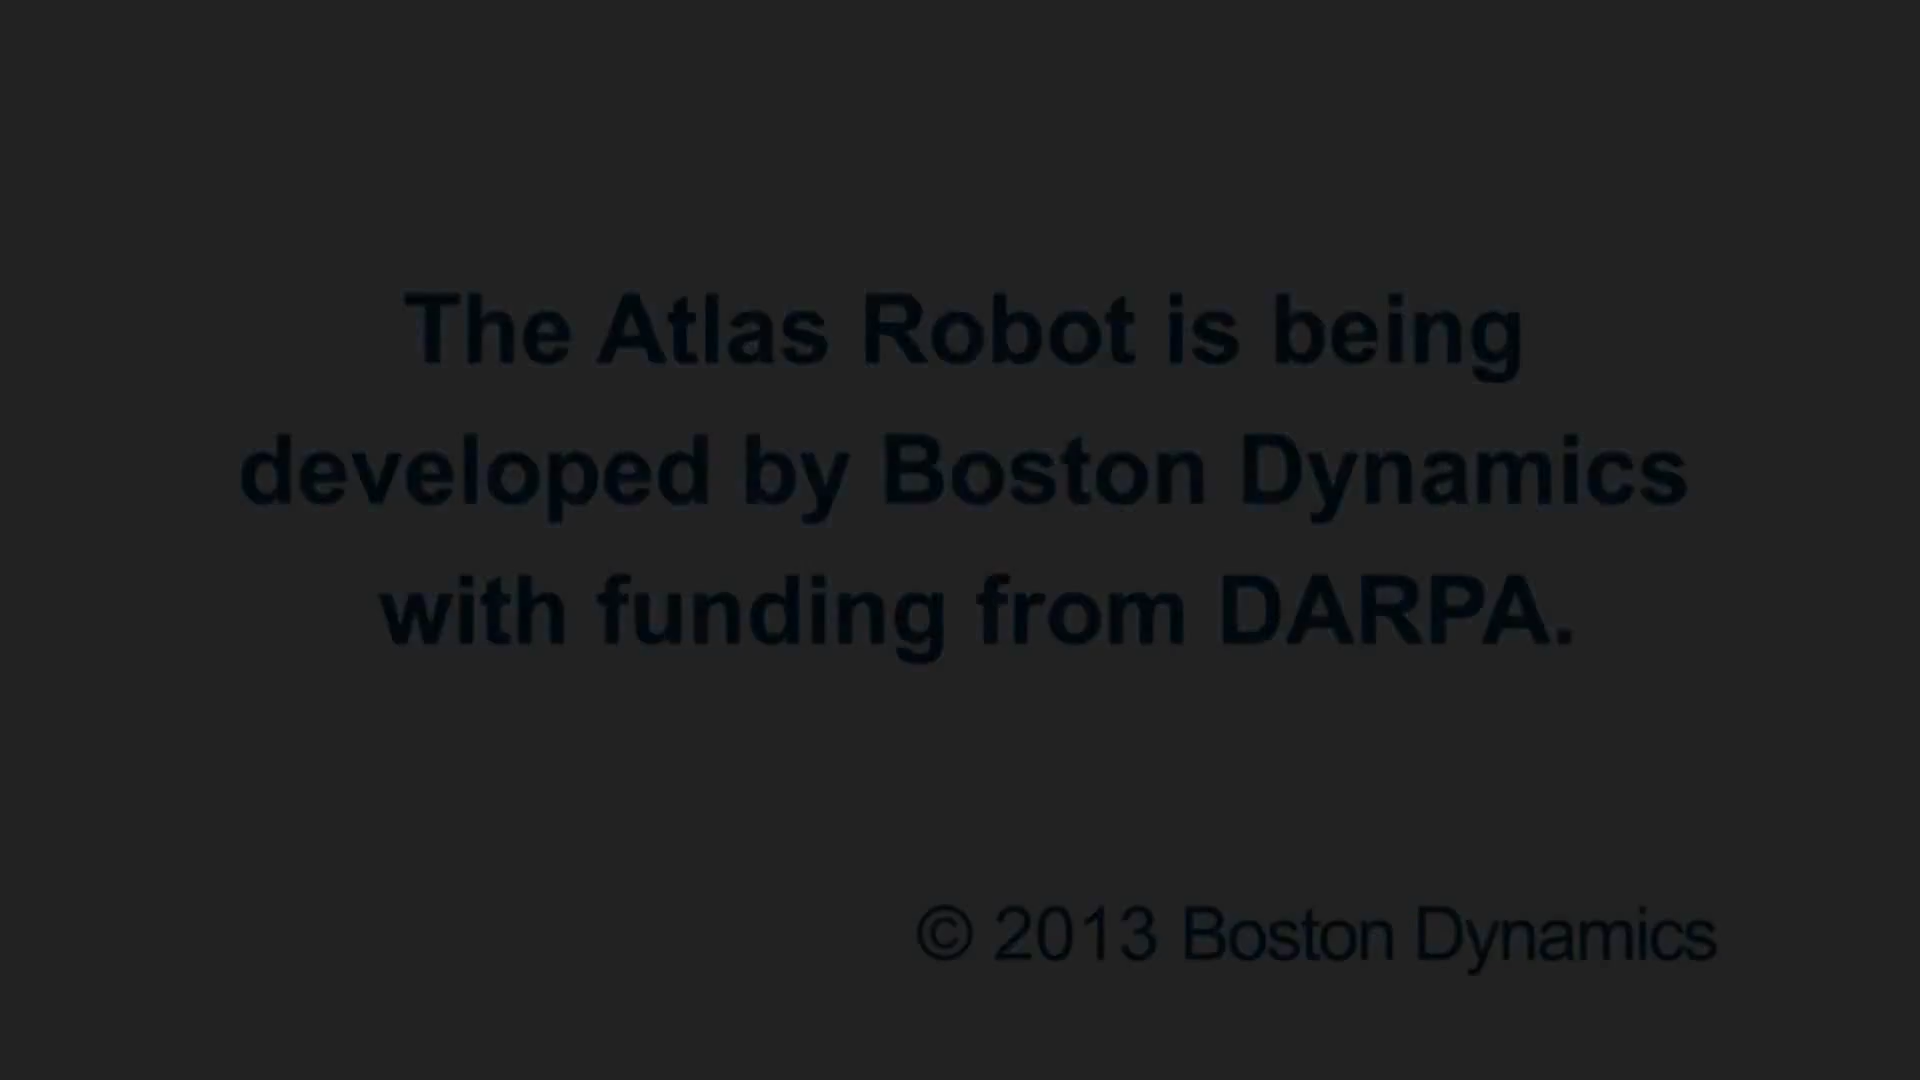 The Atlas Robot is being
developed by Boston Dynamics
with funding from DARPA.
© 2013 Boston Dynamics